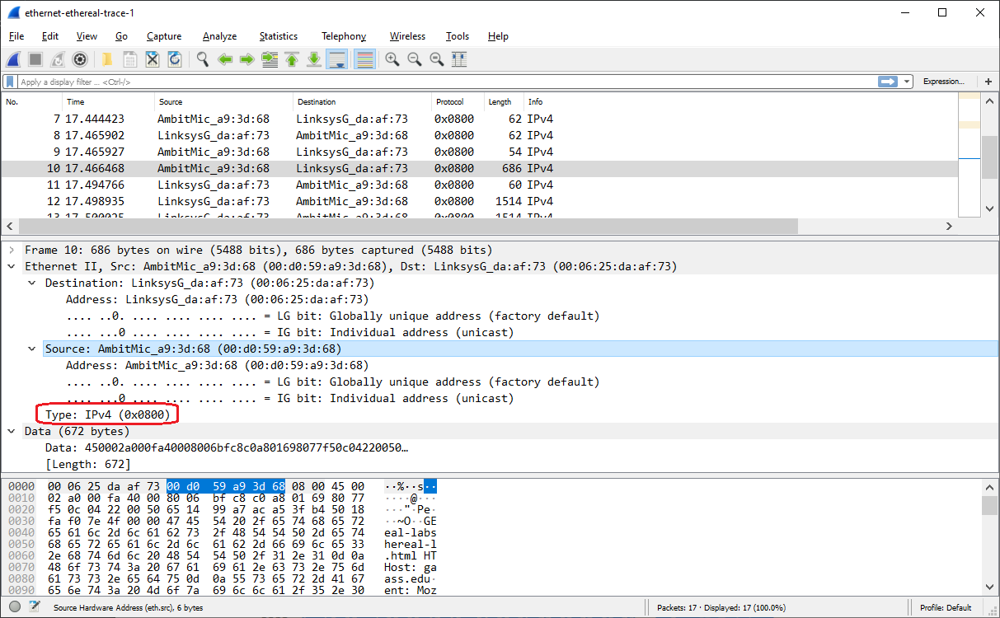 ethernet-ethereal-trace-1
File Edit View Go Capture Analyze Statistics Telephony Wireless Tools Help
Apply a display filter ... <Ctrl-/> Expression... +
No. Time Source Destination Protocol Length Info
7 17.444423 AmbitMic_a9:3d:68 LinksysG_da:af:73 0x0800 62 IPv4
8 17.465902 LinksysG_da:af:73 AmbitMic_a9:3d:68 0x0800 62 IPv4
9 17.465927 AmbitMic_a9:3d:68 LinksysG_da:af:73 0x0800 54 IPv4
10 17.466468 AmbitMic_a9:3d:68 LinksysG_da:af:73 0x0800 686 IPv4
11 17.494766 LinksysG_da:af:73 AmbitMic_a9:3d:68 0x0800 60 IPv4
12 17.498935 LinksysG_da:af:73 AmbitMic_a9:3d:68 0x0800 1514 IPv4
13 17.500025 LinksysG_da:af:73 AmbitMic_a9:3d:68 0x0800 1514 IPv4
Frame 10: 686 bytes on wire (5488 bits), 686 bytes captured (5488 bits)
Ethernet II, Src: AmbitMic_a9:3d:68 (00:d0:59:a9:3d:68), Dst: LinksysG_da:af:73 (00:06:25:da:af:73)
Destination: LinksysG_da:af:73 (00:06:25:da:af:73)
Address: LinksysG_da:af:73 (00:06:25:da:af:73)
.... ..0. .... .... .... .... = LG bit: Globally unique address (factory default)
.... ...0 .... .... .... .... = IG bit: Individual address (unicast)
Source: AmbitMic_a9:3d:68 (00:d0:59:a9:3d:68)
Address: AmbitMic_a9:3d:68 (00:d0:59:a9:3d:68)
.... ..0. .... .... .... .... = LG bit: Globally unique address (factory default)
.... ...0 .... .... .... .... = IG bit: Individual address (unicast)
Type: IPv4 (0x0800)
Data (672 bytes)
Data: 450002a000fa40008006bfc8c0a801698077f50c04220050…
[Length: 672]
0000 00 06 25 da af 73 00 d0 59 a9 3d 68 08 00 45 00 ··%··s··
0010 02 a0 00 fa 40 00 80 06 bf c8 c0 a8 01 69 80 77 ····@···
0020 f5 0c 04 22 00 50 65 14 99 a7 ac a5 3f b4 50 18 ···"·Pe·
0030 fa f0 7e 4f 00 00 47 45 54 20 2f 65 74 68 65 72 ··~O··GE
0040 65 61 6c 2d 6c 61 62 73 2f 48 54 54 50 2d 65 74 eal-labs
0050 68 65 72 65 61 6c 2d 6c 61 62 2d 66 69 6c 65 33 hereal-l
0060 2e 68 74 6d 6c 20 48 54 54 50 2f 31 2e 31 0d 0a .html HT
0070 48 6f 73 74 3a 20 67 61 69 61 2e 63 73 2e 75 6d Host: ga
0080 61 73 73 2e 65 64 75 0d 0a 55 73 65 72 2d 41 67 ass.edu·
0090 65 6e 74 3a 20 4d 6f 7a 69 6c 6c 61 2f 35 2e 30 ent: Moz
Source Hardware Address (eth.src), 6 bytes Packets: 17 · Displayed: 17 (100.0%) Profile: Default